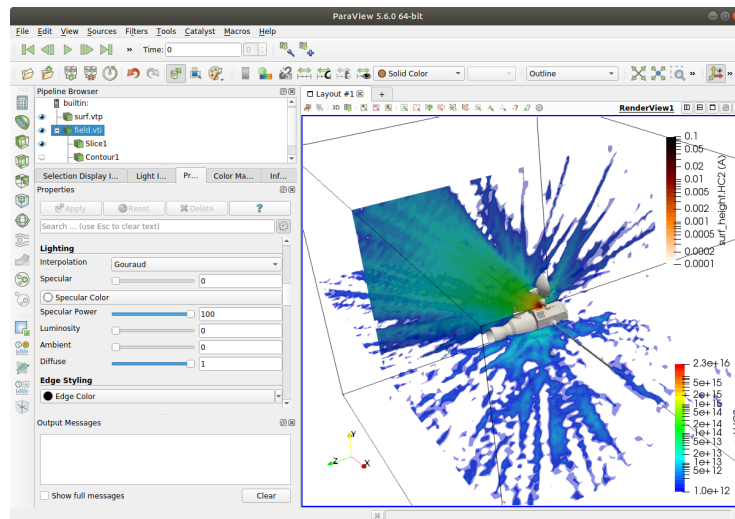 ParaView 5.6.0 64-bit
File Edit View Sources Filters Tools Catalyst Macros Help
» Time: 0 0
Solid Color Outline » »
Pipeline Browser
builtin:
surf.vtp
field.vti
Slice1
Contour1
Layout #1 +
3D RenderView1
Selection Display I... Light I... Pr... Color Ma... Inf...
Properties
Apply Reset Delete ?
Search ... (use Esc to clear text)
Lighting
Interpolation Gouraud
Specular 0
Specular Color
Specular Power 100
Luminosity 0
Ambient 0
Diffuse 1
Edge Styling
Edge Color
Output Messages
Show full messages Clear
0.1
0.05
0.02
0.01
0.005
0.002
0.001
0.0005
0.0002
0.0001
surf_height.HC2 (A)
2.3e+16
5e+15
2e+15
1e+15
5e+14
2e+14
1e+14
5e+13
2e+13
1e+13
5e+12
1.0e+12
Y
Z
X